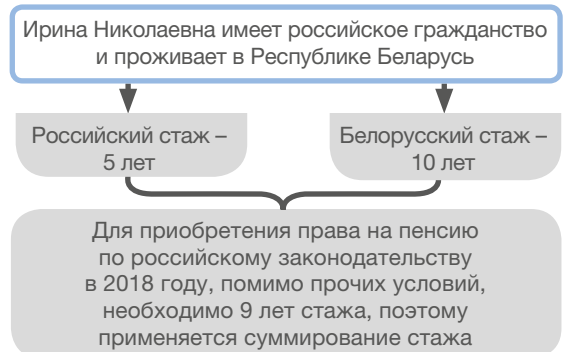 Ирина Николаевна имеет российское гражданство
и проживает в Республике Беларусь
Российский стаж –
5 лет
Белорусский стаж –
10 лет
Для приобретения права на пенсию
по российскому законодательству
в 2018 году, помимо прочих условий,
необходимо 9 лет стажа, поэтому
применяется суммирование стажа